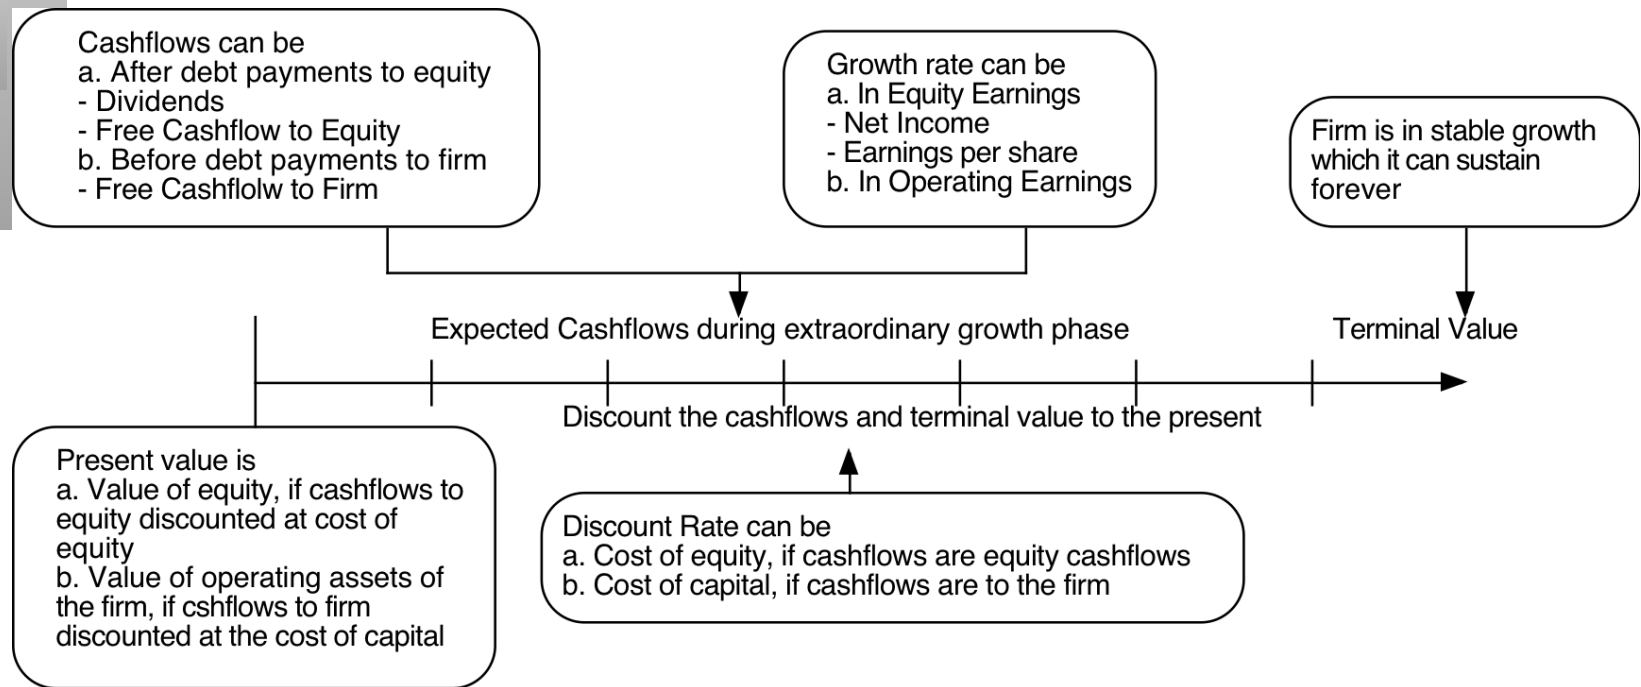 Cashflows can be
a. After debt payments to equity
- Dividends
- Free Cashflow to Equity
b. Before debt payments to firm
- Free Cashflolw to Firm
Growth rate can be
a. In Equity Earnings
- Net Income
- Earnings per share
b. In Operating Earnings
Firm is in stable growth
which it can sustain
forever
Expected Cashflows during extraordinary growth phase
Terminal Value
Discount the cashflows and terminal value to the present
Present value is
a. Value of equity, if cashflows to
equity discounted at cost of
equity
b. Value of operating assets of
the firm, if cshflows to firm
discounted at the cost of capital
Discount Rate can be
a. Cost of equity, if cashflows are equity cashflows
b. Cost of capital, if cashflows are to the firm